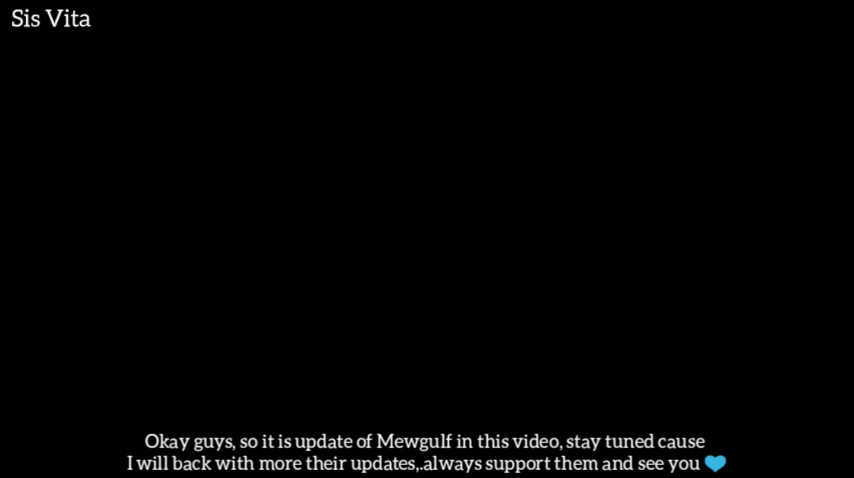 Sis Vita
Okay guys, so it is update of Mewgulf in this video, stay tuned cause
I will back with more their updates,.always support them and see you 💙